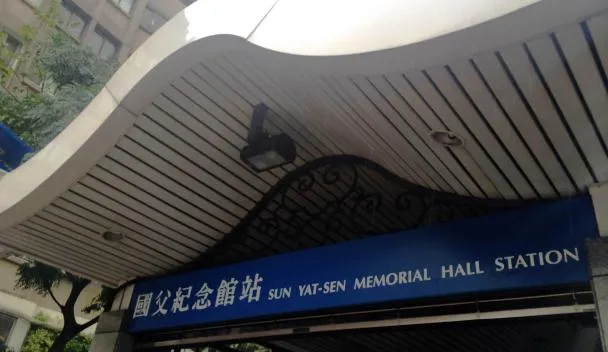 國父紀念館站 SUN YAT-SEN MEMORIAL HALL STATION